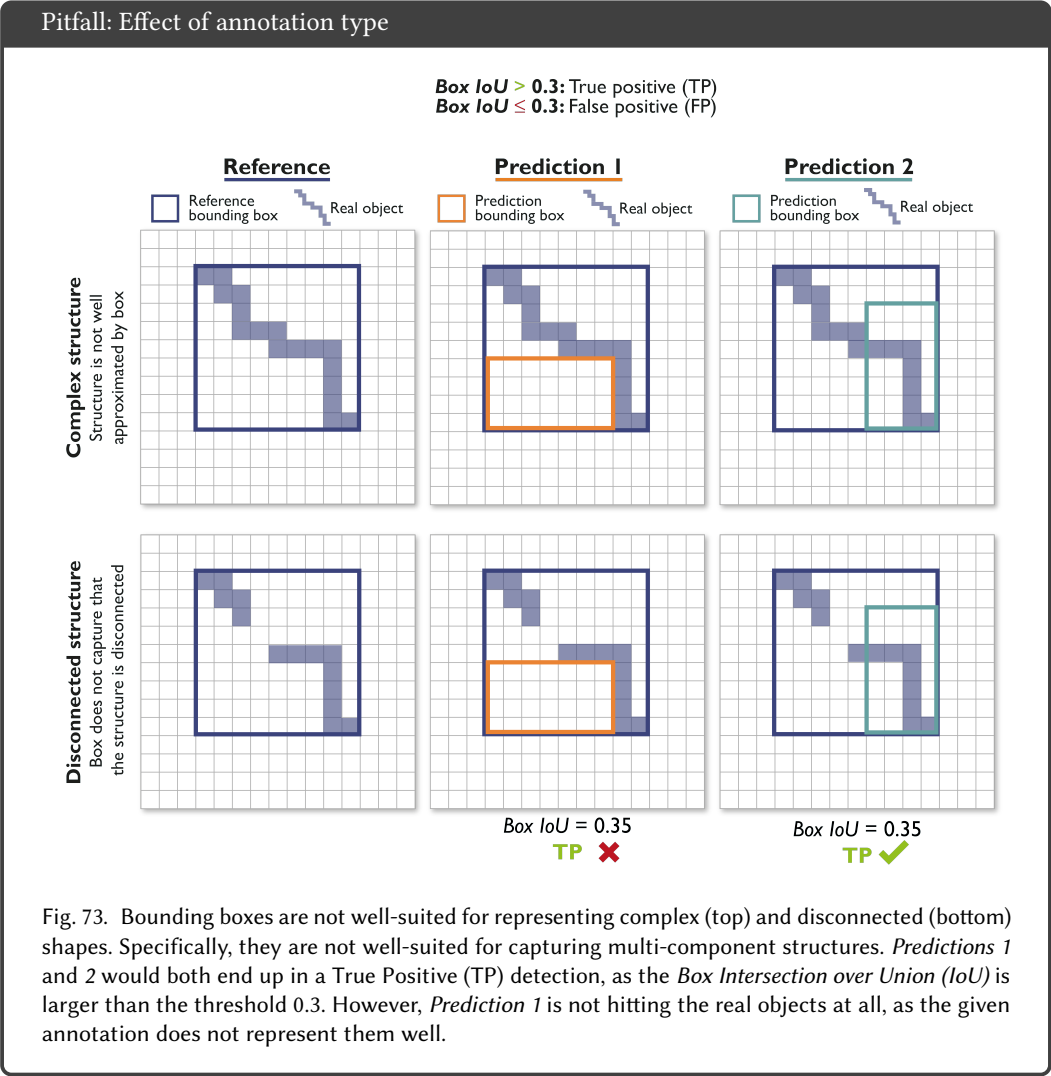 Pitfall: Effect of annotation type
Box IoU > 0.3: True positive (TP)
Box IoU ≤ 0.3: False positive (FP)
Reference
Prediction 1
Prediction 2
Reference
bounding box
Real object
Prediction
bounding box
Real object
Prediction
bounding box
Real object
Complex structure
Structure is not well
approximated by box
Disconnected structure
Box does not capture that
the structure is disconnected
Box IoU = 0.35
TP
Box IoU = 0.35
TP
Fig. 73. Bounding boxes are not well-suited for representing complex (top) and disconnected (bottom)
shapes. Specifically, they are not well-suited for capturing multi-component structures. Predictions 1
and 2 would both end up in a True Positive (TP) detection, as the Box Intersection over Union (IoU) is
larger than the threshold 0.3. However, Prediction 1 is not hitting the real objects at all, as the given
annotation does not represent them well.